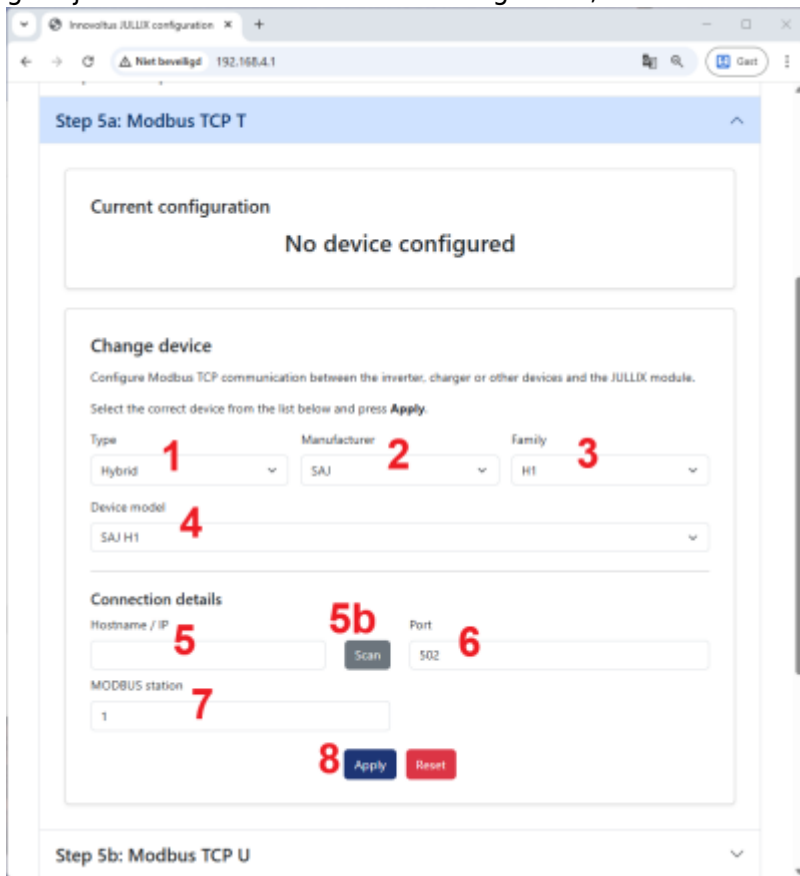 Innovoltus JULLIX configuration
Niet beveiligd 192.168.4.1
Gast
Step 5a: Modbus TCP T
Current configuration
No device configured
Change device
Configure Modbus TCP communication between the inverter, charger or other devices and the JULLIX module.
Select the correct device from the list below and press Apply.
Type 1 Manufacturer 2 Family 3
Hybrid SAJ H1
Device model 4
SAJ H1
Connection details
Hostname / IP 5 5b Port 6
Scan 502
MODBUS station 7
1
8 Apply Reset
Step 5b: Modbus TCP U